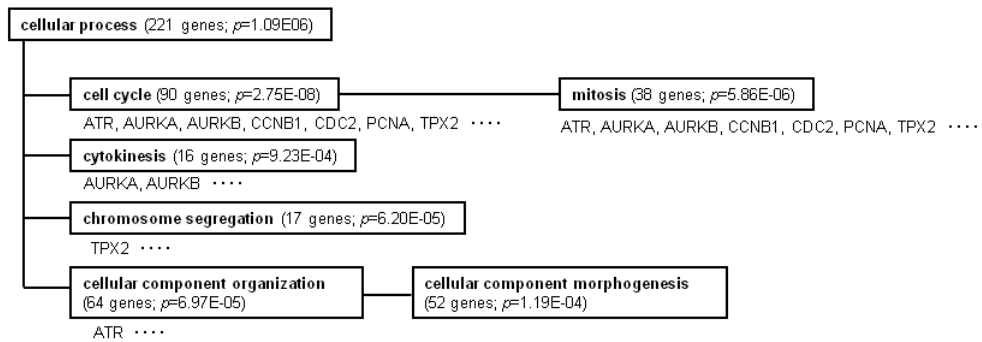 cellular process (221 genes; p=1.09E06)
cell cycle (90 genes; p=2.75E-08)
mitosis (38 genes; p=5.86E-06)
ATR, AURKA, AURKB, CCNB1, CDC2, PCNA, TPX2 ····
ATR, AURKA, AURKB, CCNB1, CDC2, PCNA, TPX2 ····
cytokinesis (16 genes; p=9.23E-04)
AURKA, AURKB ····
chromosome segregation (17 genes; p=6.20E-05)
TPX2 ····
cellular component organization
(64 genes; p=6.97E-05)
cellular component morphogenesis
(52 genes; p=1.19E-04)
ATR ····